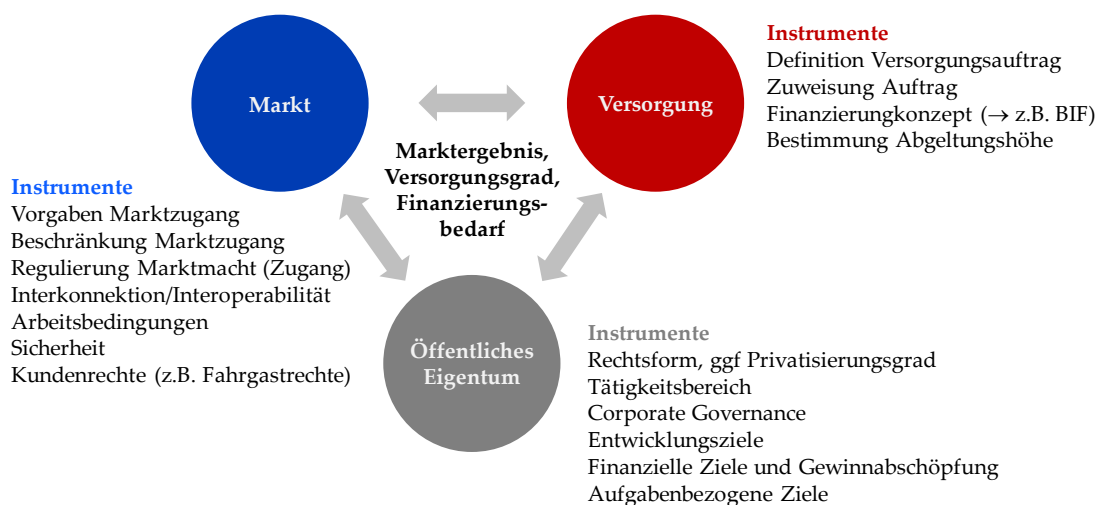 Markt
Versorgung
Instrumente
Definition Versorgungsauftrag
Zuweisung Auftrag
Finanzierungkonzept (→ z.B. BIF)
Bestimmung Abgeltungshöhe
Marktergebnis,
Versorgungsgrad,
Finanzierungs-
bedarf
Instrumente
Vorgaben Marktzugang
Beschränkung Marktzugang
Regulierung Marktmacht (Zugang)
Interkonnektion/Interoperabilität
Arbeitsbedingungen
Sicherheit
Kundenrechte (z.B. Fahrgastrechte)
Öffentliches
Eigentum
Instrumente
Rechtsform, ggf Privatisierungsgrad
Tätigkeitsbereich
Corporate Governance
Entwicklungsziele
Finanzielle Ziele und Gewinnabschöpfung
Aufgabenbezogene Ziele